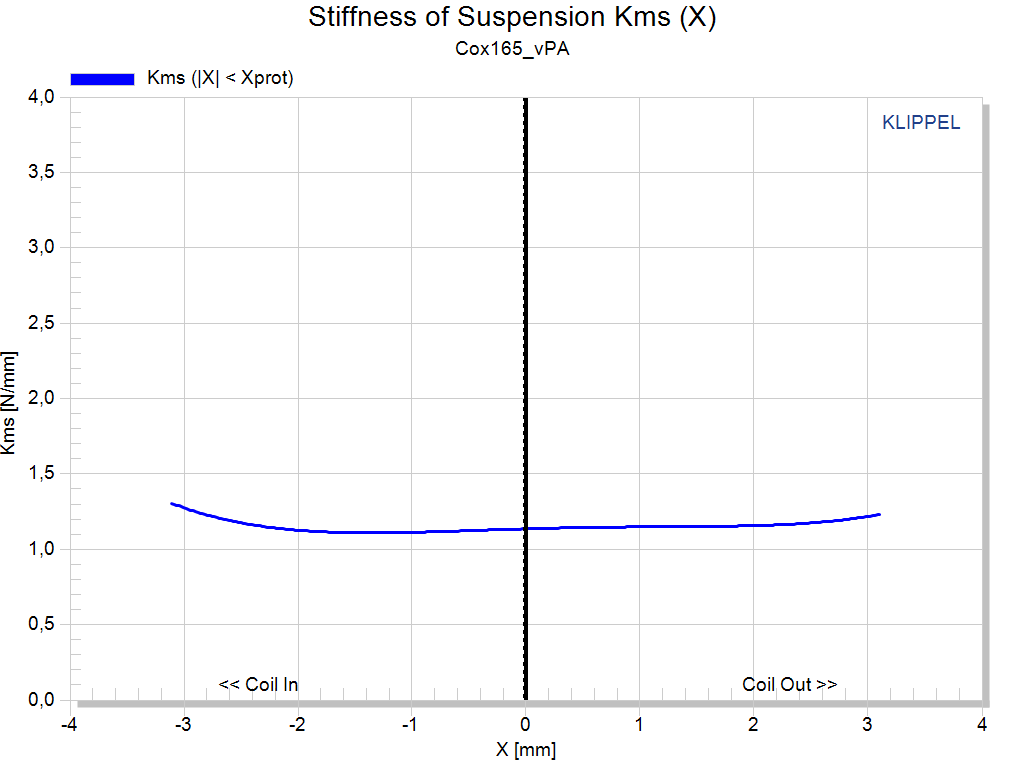 Stiffness of Suspension Kms (X)
Cox165_vPA
Kms (|X| < Xprot)
KLIPPEL
4,0
3,5
3,0
2,5
2,0
1,5
1,0
0,5
0,0
Kms [N/mm]
<< Coil In
Coil Out >>
-4 -3 -2 -1 0 1 2 3 4
X [mm]